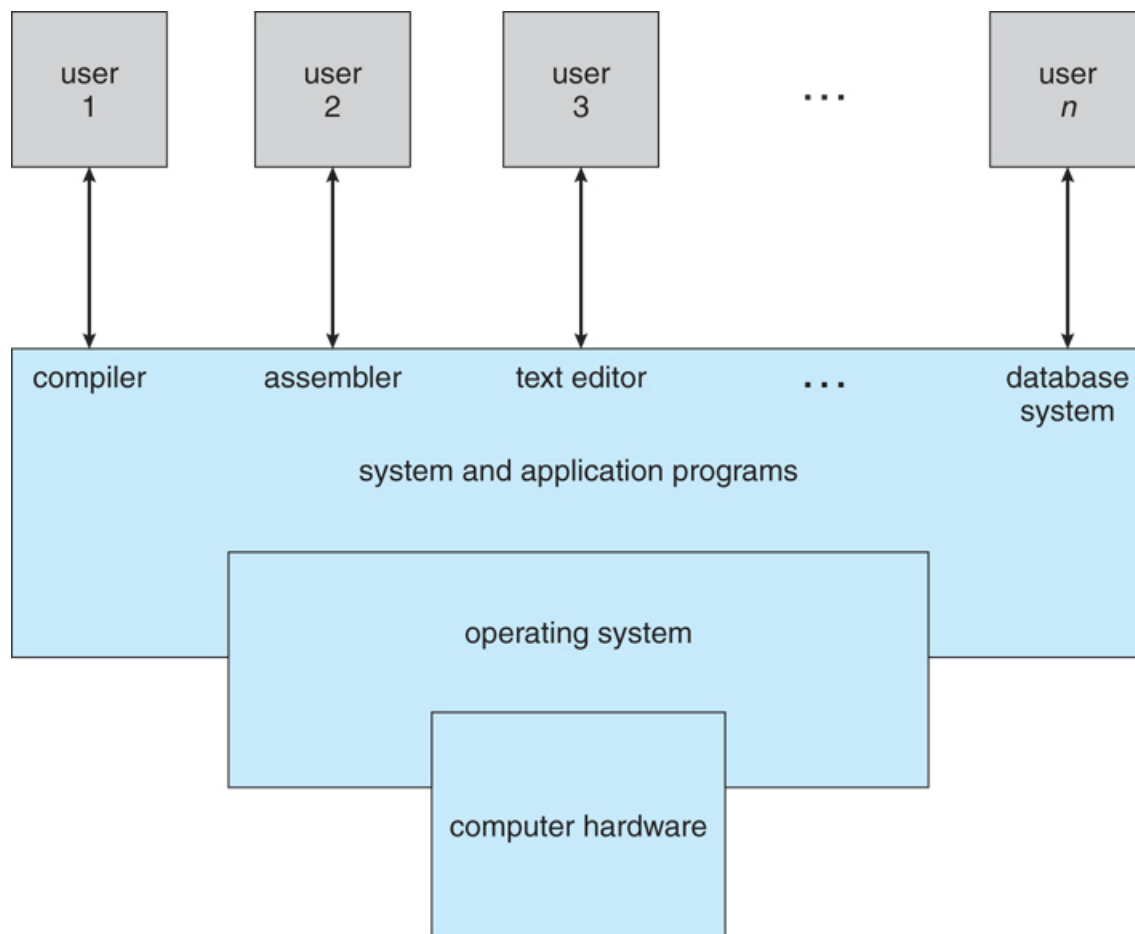 user
1
user
2
user
3
...
user
n
compiler
assembler
text editor
...
database
system
system and application programs
operating system
computer hardware